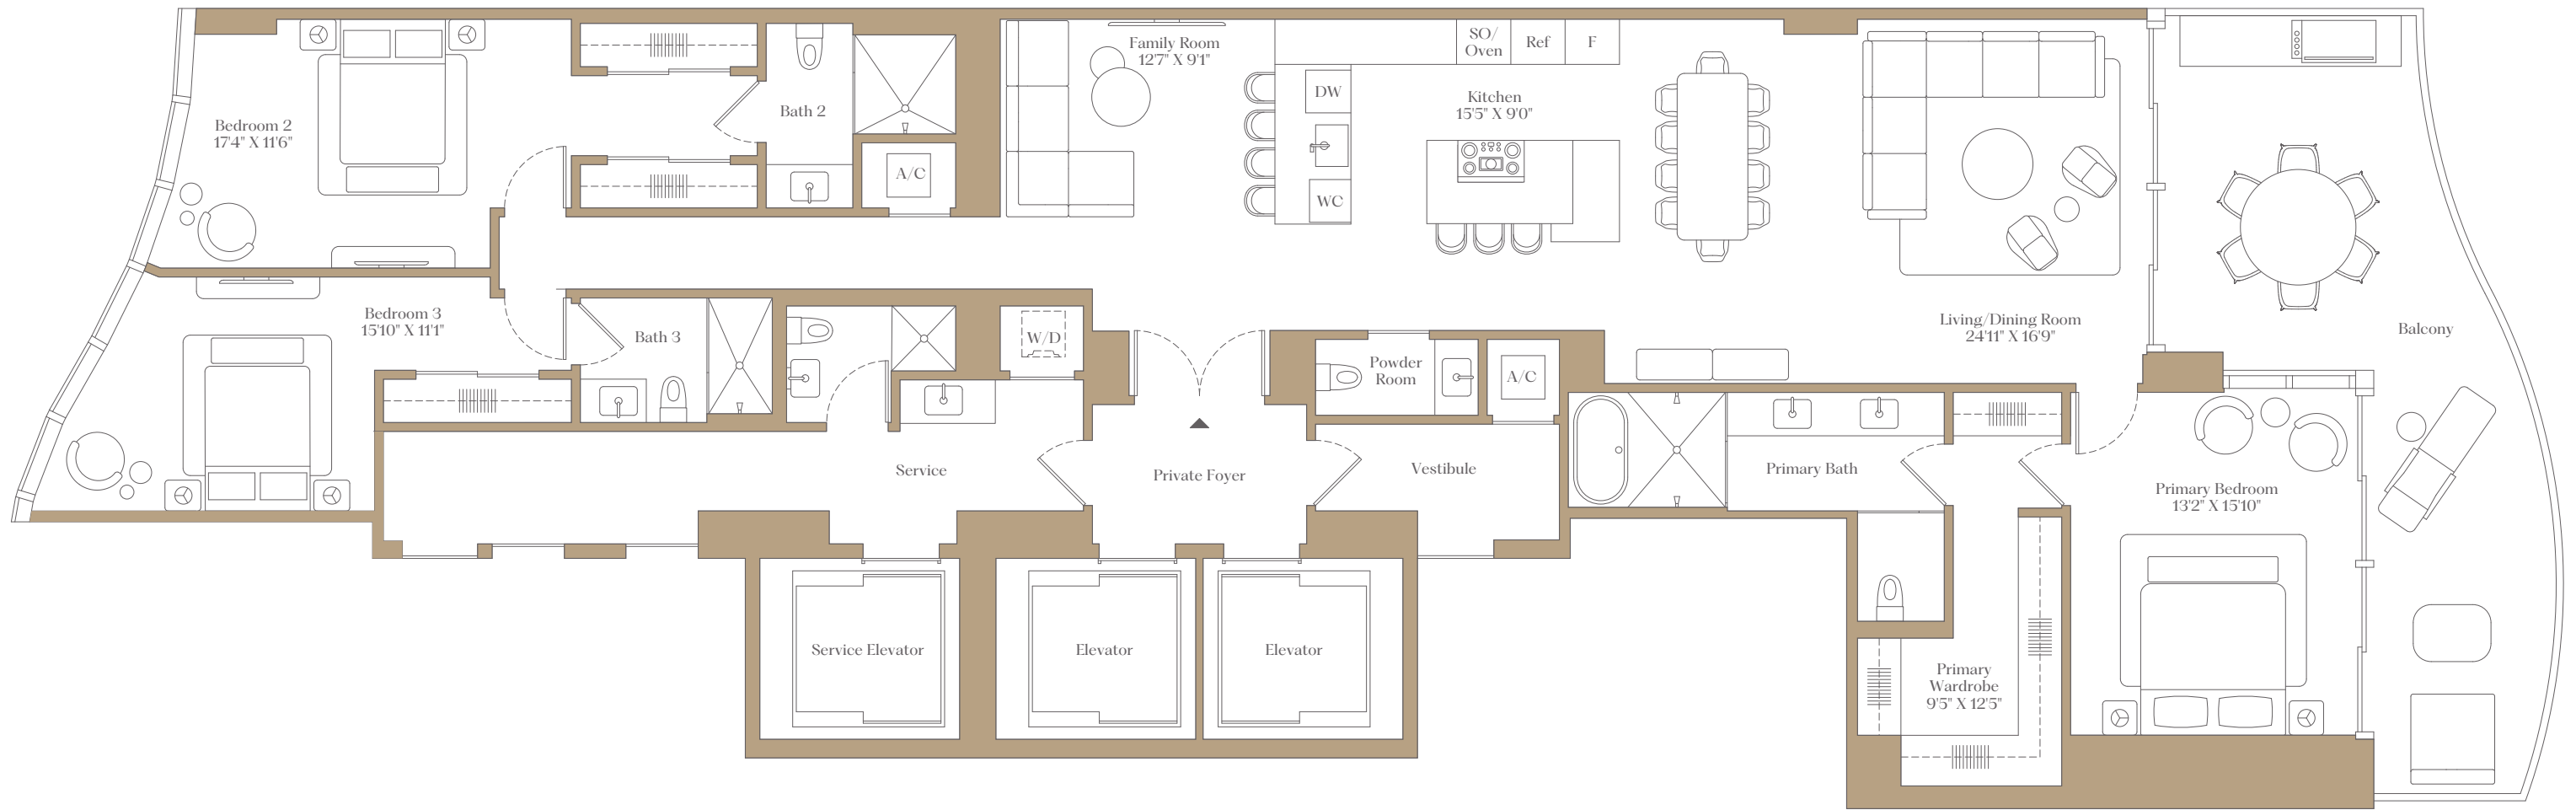 Family Room
12'7" X 9'1"
SO/
Oven
Ref
F
DW
Kitchen
15'5" X 9'0"
Bath 2
Bedroom 2
17'4" X 11'6"
A/C
WC
Bedroom 3
15'10" X 11'1"
Living/Dining Room
24'11" X 16'9"
Balcony
Bath 3
W/D
Powder
Room
A/C
Service
Private Foyer
Vestibule
Primary Bath
Primary Bedroom
13'2" X 15'10"
Service Elevator
Elevator
Elevator
Primary
Wardrobe
9'5" X 12'5"